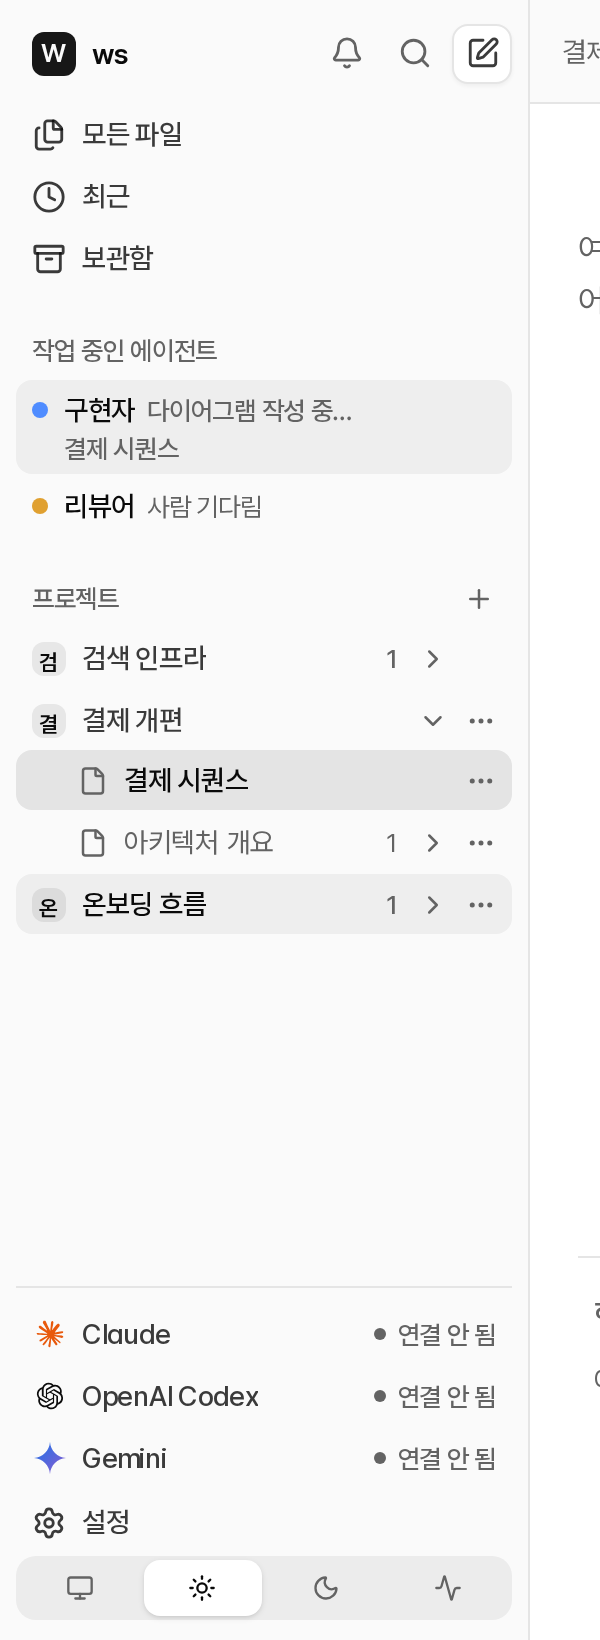 W ws
결제
모든 파일
최근
보관함
작업 중인 에이전트
구현자 다이어그램 작성 중...
결제 시퀀스
리뷰어 사람 기다림
프로젝트
검 검색 인프라 1
결 결제 개편
결제 시퀀스
아키텍처 개요 1
온 온보딩 흐름 1
Claude 연결 안 됨
OpenAI Codex 연결 안 됨
Gemini 연결 안 됨
설정